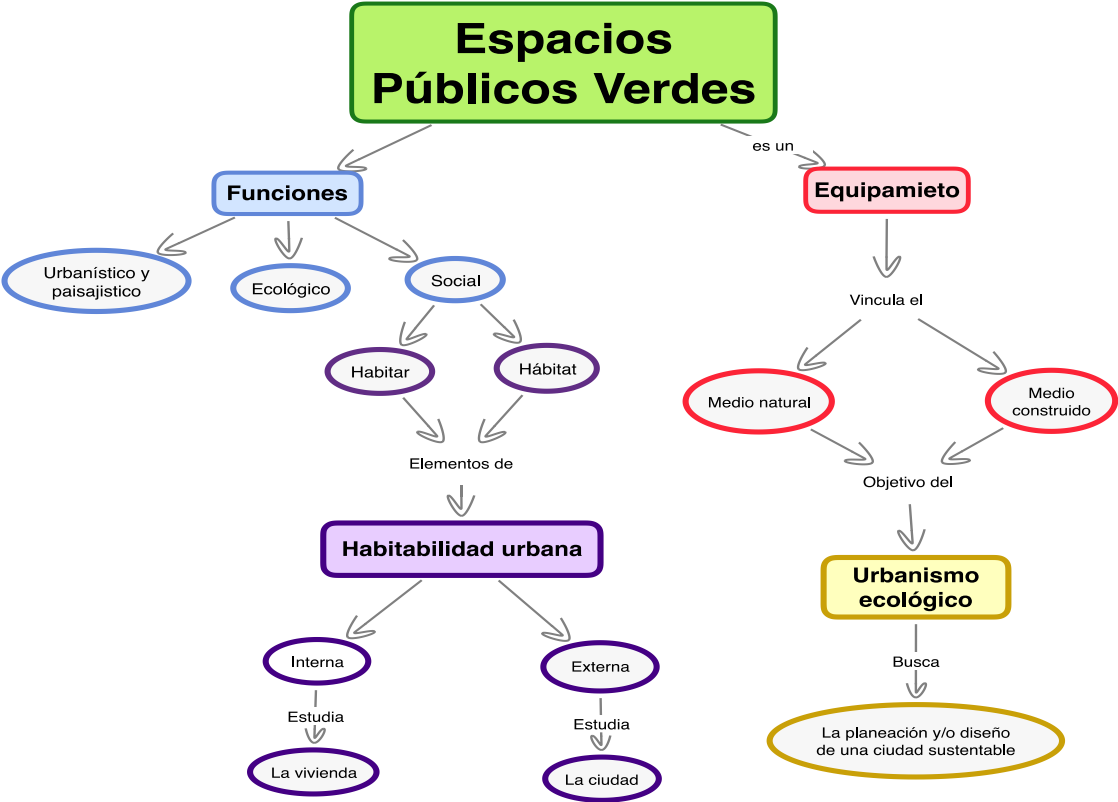 Espacios
Públicos Verdes
es un
Funciones
Equipamieto
Urbanístico y
paisajistico
Ecológico
Social
Vincula el
Habitar
Hábitat
Medio natural
Medio
construido
Elementos de
Objetivo del
Habitabilidad urbana
Urbanismo
ecológico
Interna
Externa
Busca
Estudia
Estudia
La planeación y/o diseño
de una ciudad sustentable
La vivienda
La ciudad